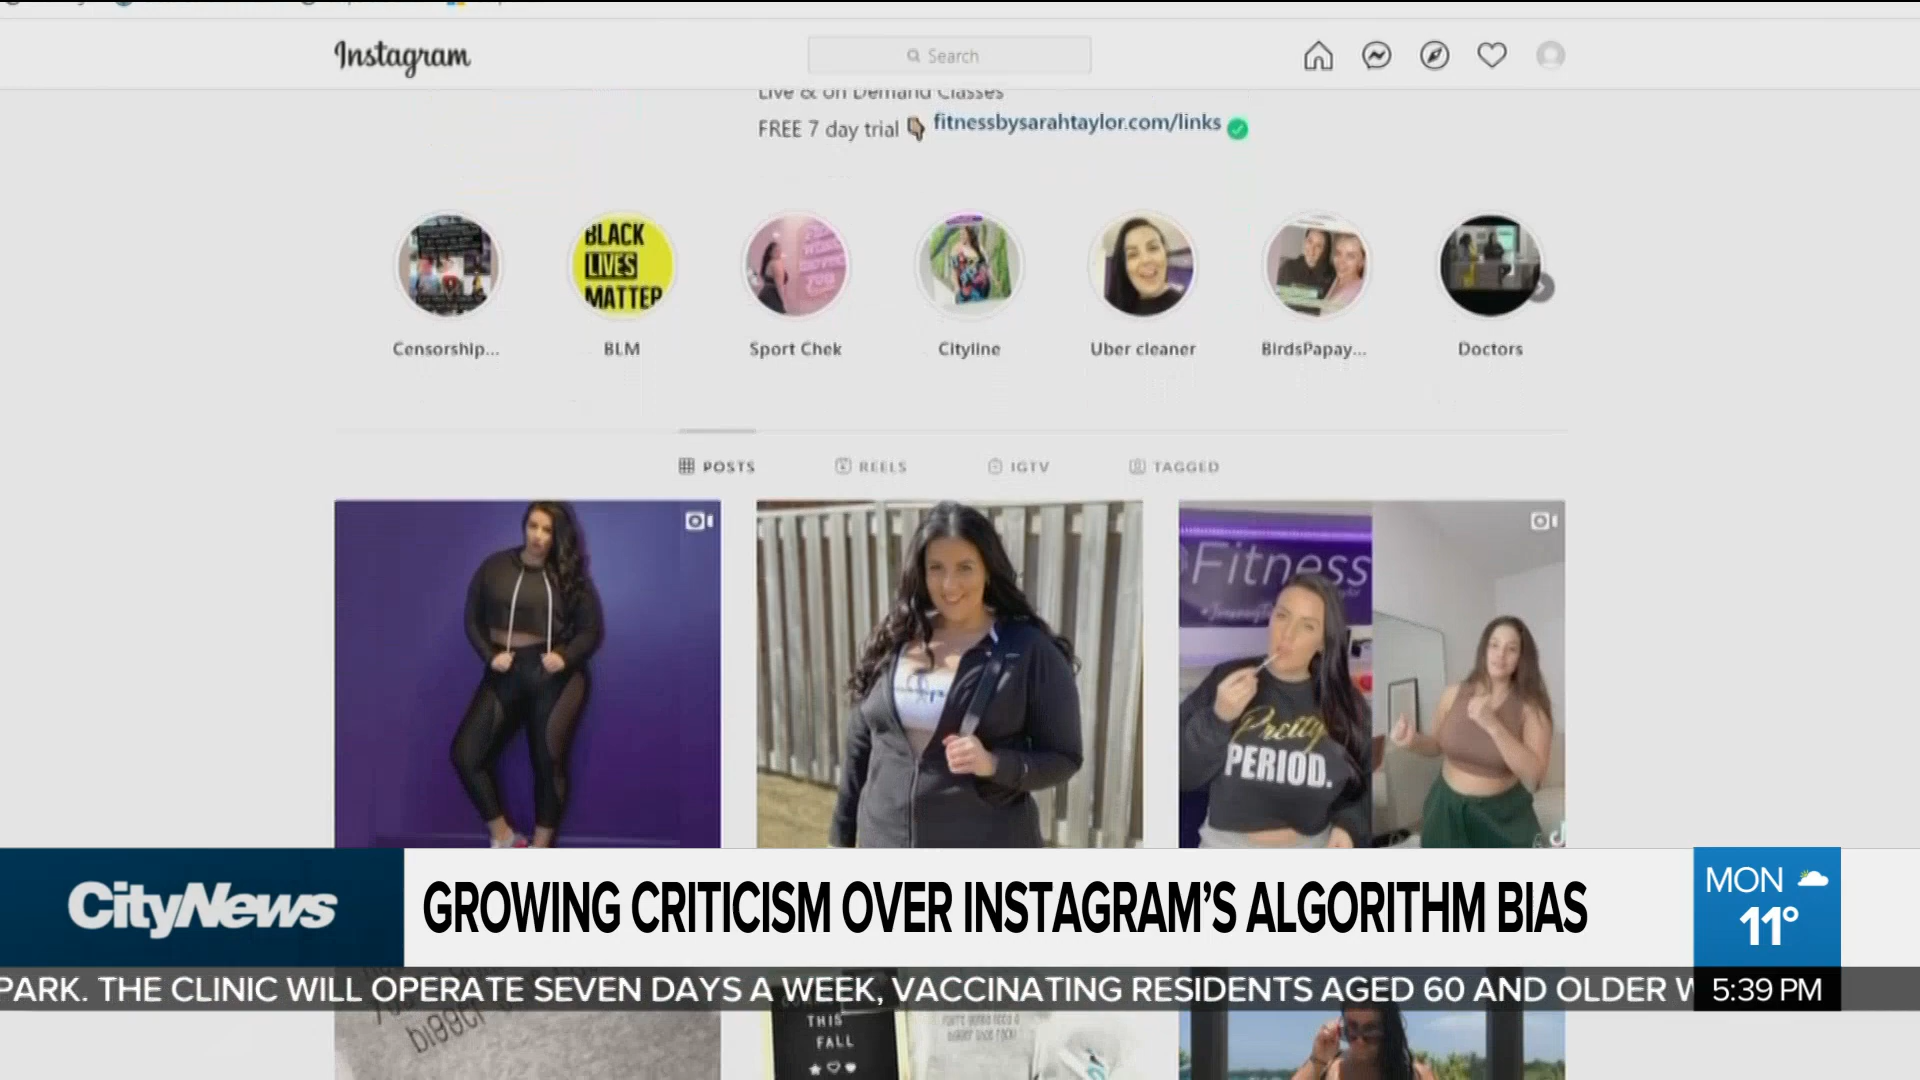 Instagram
Search
Live & on Demand Classes
FREE 7 day trial fitnessbysarahtaylor.com/links
BLACK
LIVES
MATTER
Censorship...
BLM
Sport Chek
Cityline
Uber cleaner
BirdsPapay...
Doctors
POSTS
REELS
IGTV
TAGGED
Fitness
Pretty
PERIOD.
CityNews
GROWING CRITICISM OVER INSTAGRAM'S ALGORITHM BIAS
MON
11°
PARK. THE CLINIC WILL OPERATE SEVEN DAYS A WEEK, VACCINATING RESIDENTS AGED 60 AND OLDER W
5:39 PM
bigger
THIS
FALL